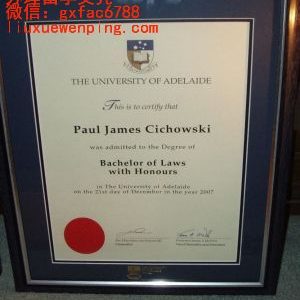 微信：gxfac6788
liuxuewenping.com
THE UNIVERSITY OF ADELAIDE
This is to certify that
Paul James Cichowski
was admitted to the Degree of
Bachelor of Laws
with Honours
in The University of Adelaide
on the 21st day of December in the year 2007